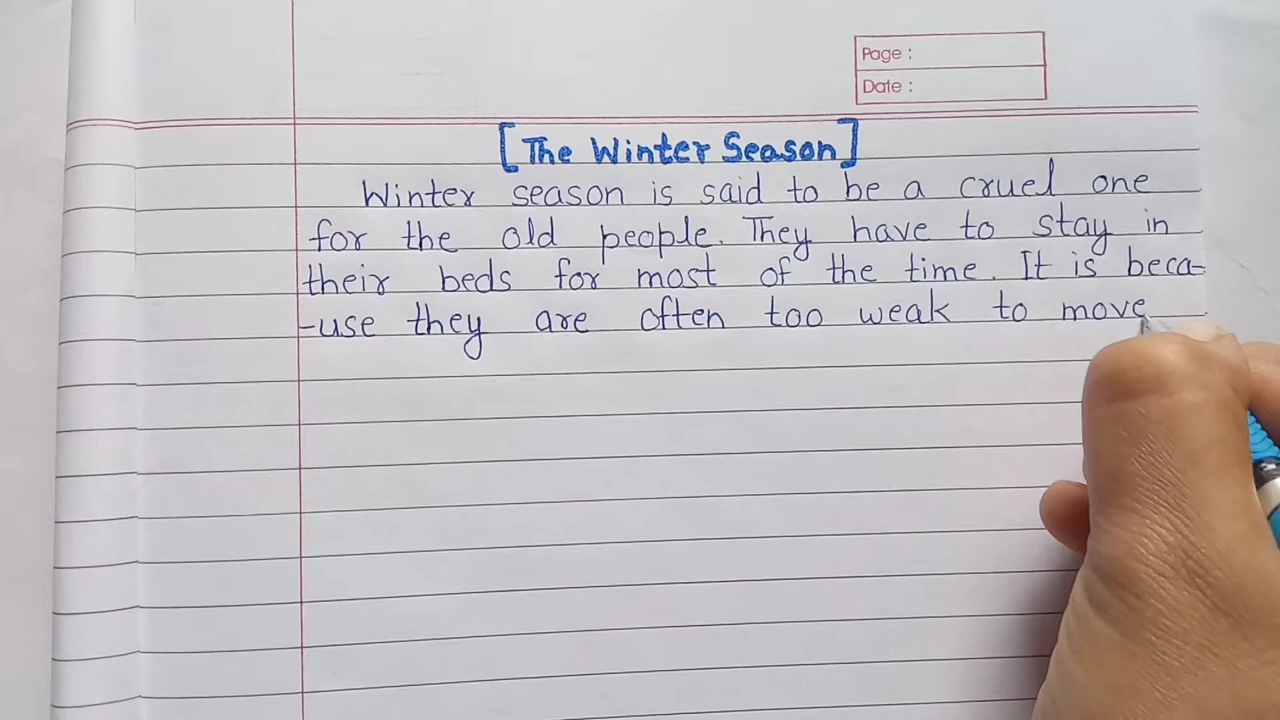 Page :
Date :
[The Winter Season]
Winter season is said to be a cruel one
for the old people. They have to stay in
their beds for most of the time. It is beca-
-use they are often too weak to move